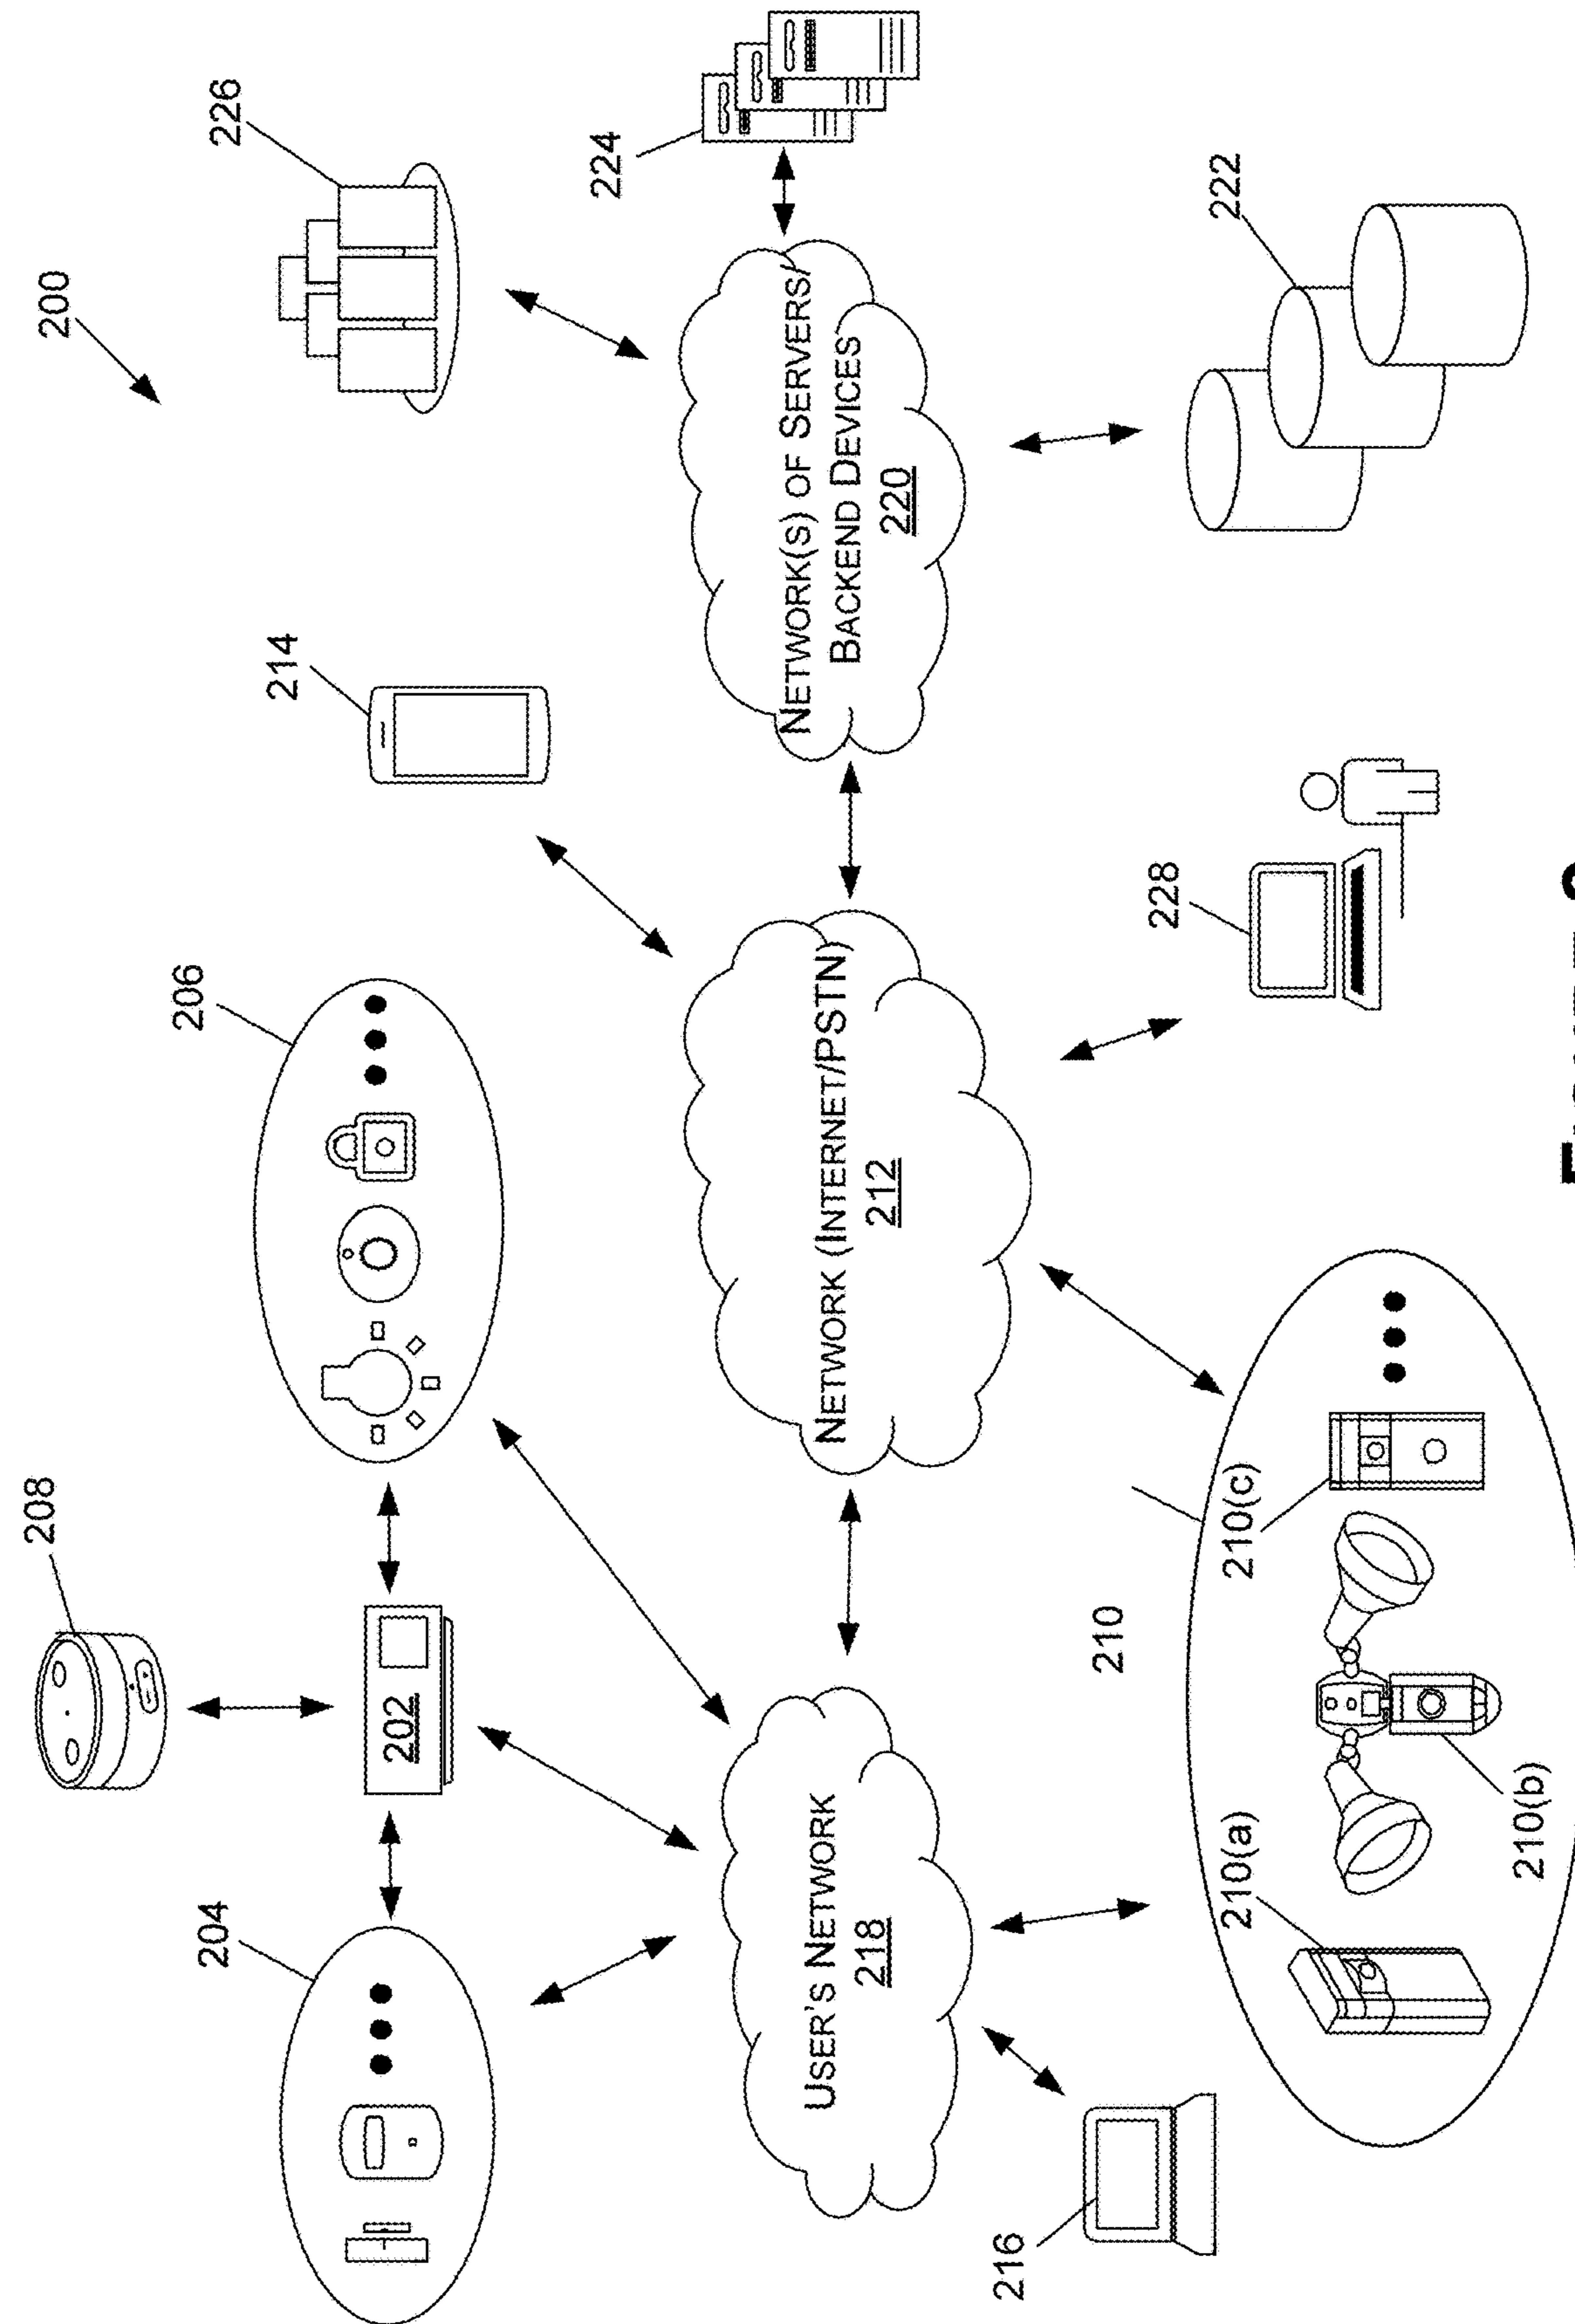 208
200
204
206
226
214
202
224
USER'S NETWORK
218
NETWORK (INTERNET/PSTN)
212
NETWORK(S) OF SERVERS/
BACKEND DEVICES
220
216
210
228
222
210(a)
210(c)
210(b)